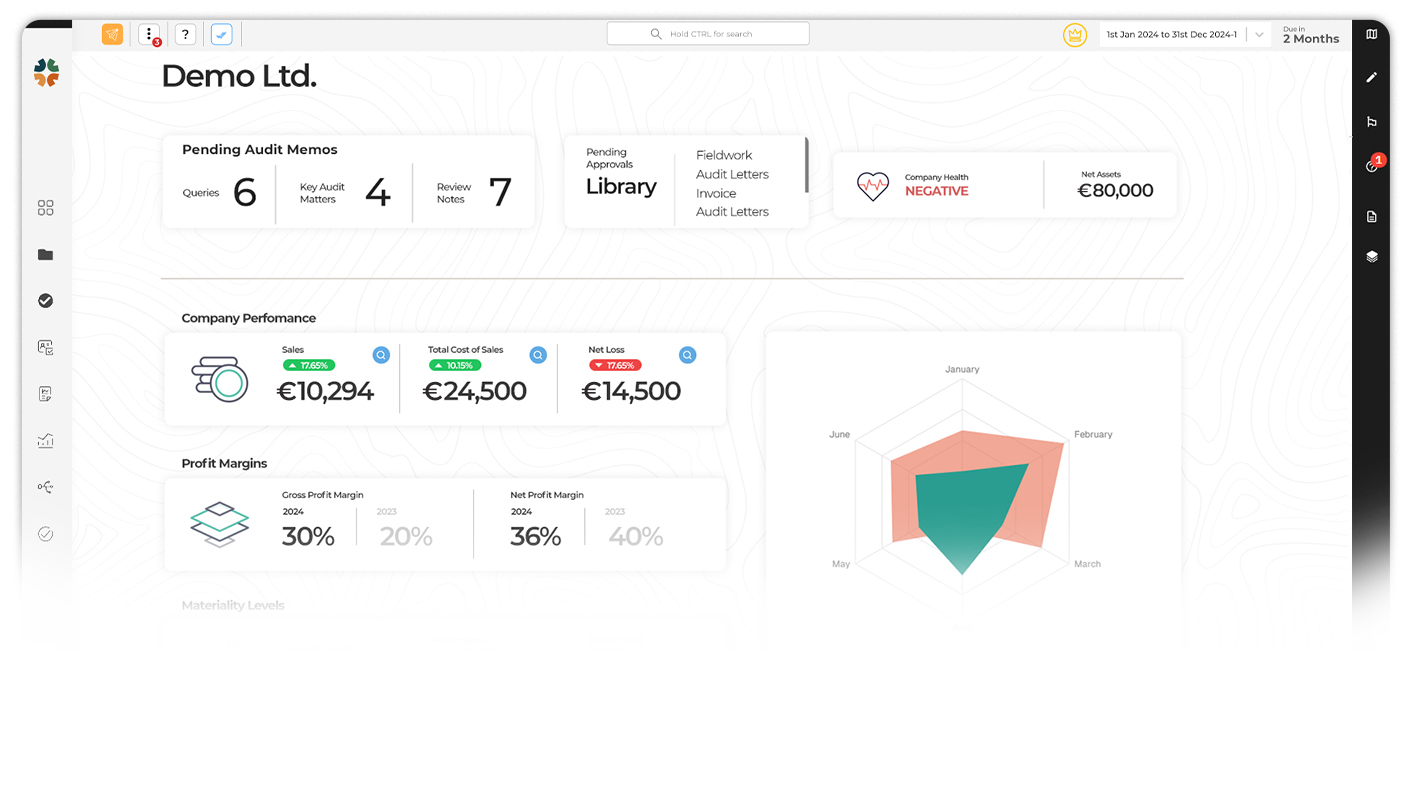 3
?
Hold CTRL for search
1st Jan 2024 to 31st Dec 2024-1
Due in
2 Months
Demo Ltd.
1
Pending Audit Memos
Queries
6
Key Audit
Matters
4
Review
Notes
7
Pending
Approvals
Library
Fieldwork
Audit Letters
Invoice
Audit Letters
Company Health
NEGATIVE
Net Assets
€80,000
Company Perfomance
Sales
17.65%
€10,294
Total Cost of Sales
10.15%
€24,500
Net Loss
17.65%
€14,500
Profit Margins
Gross Profit Margin
2024
30%
2023
20%
Net Profit Margin
2024
36%
2023
40%
Materiality Levels
January
February
March
May
June